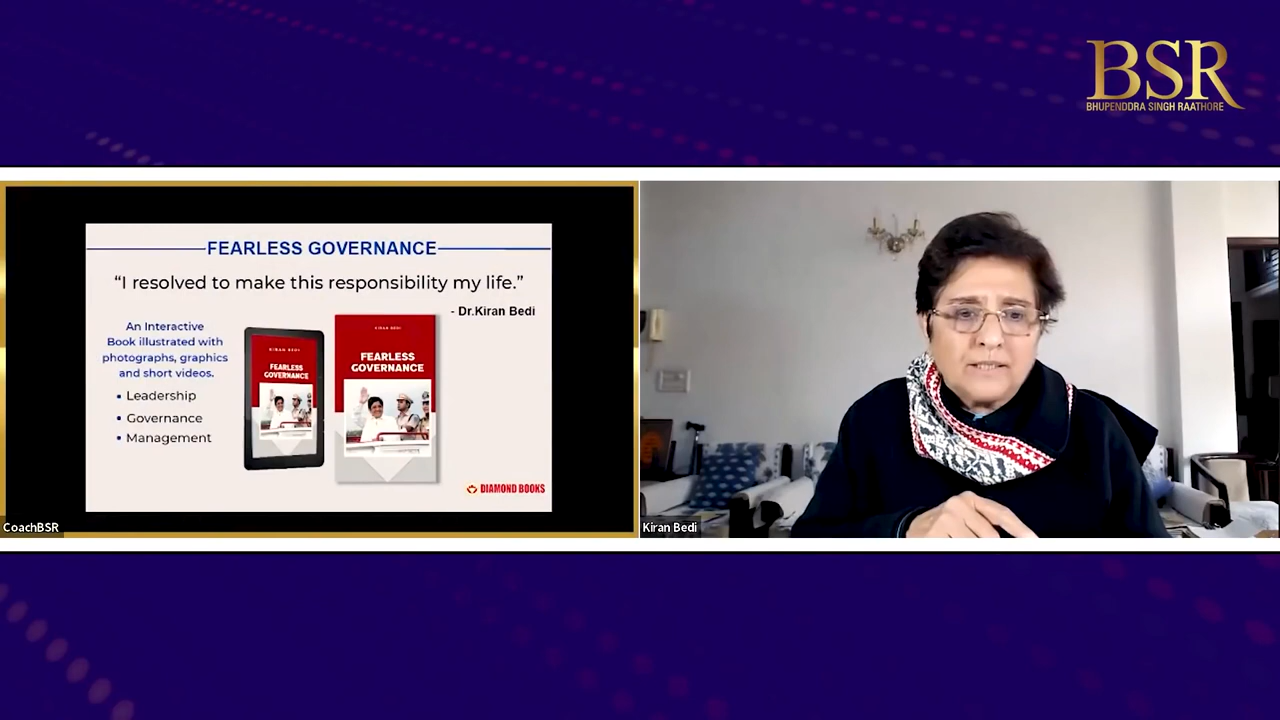 BSR
BHUPENDDRA SINGH RAATHORE
FEARLESS GOVERNANCE
“I resolved to make this responsibility my life.”
- Dr.Kiran Bedi
An Interactive
Book illustrated with
photographs, graphics
and short videos.
▪ Leadership
▪ Governance
▪ Management
KIRAN BEDI
FEARLESS
GOVERNANCE
KIRAN BEDI
FEARLESS
GOVERNANCE
DIAMOND BOOKS
CoachBSR
Kiran Bedi